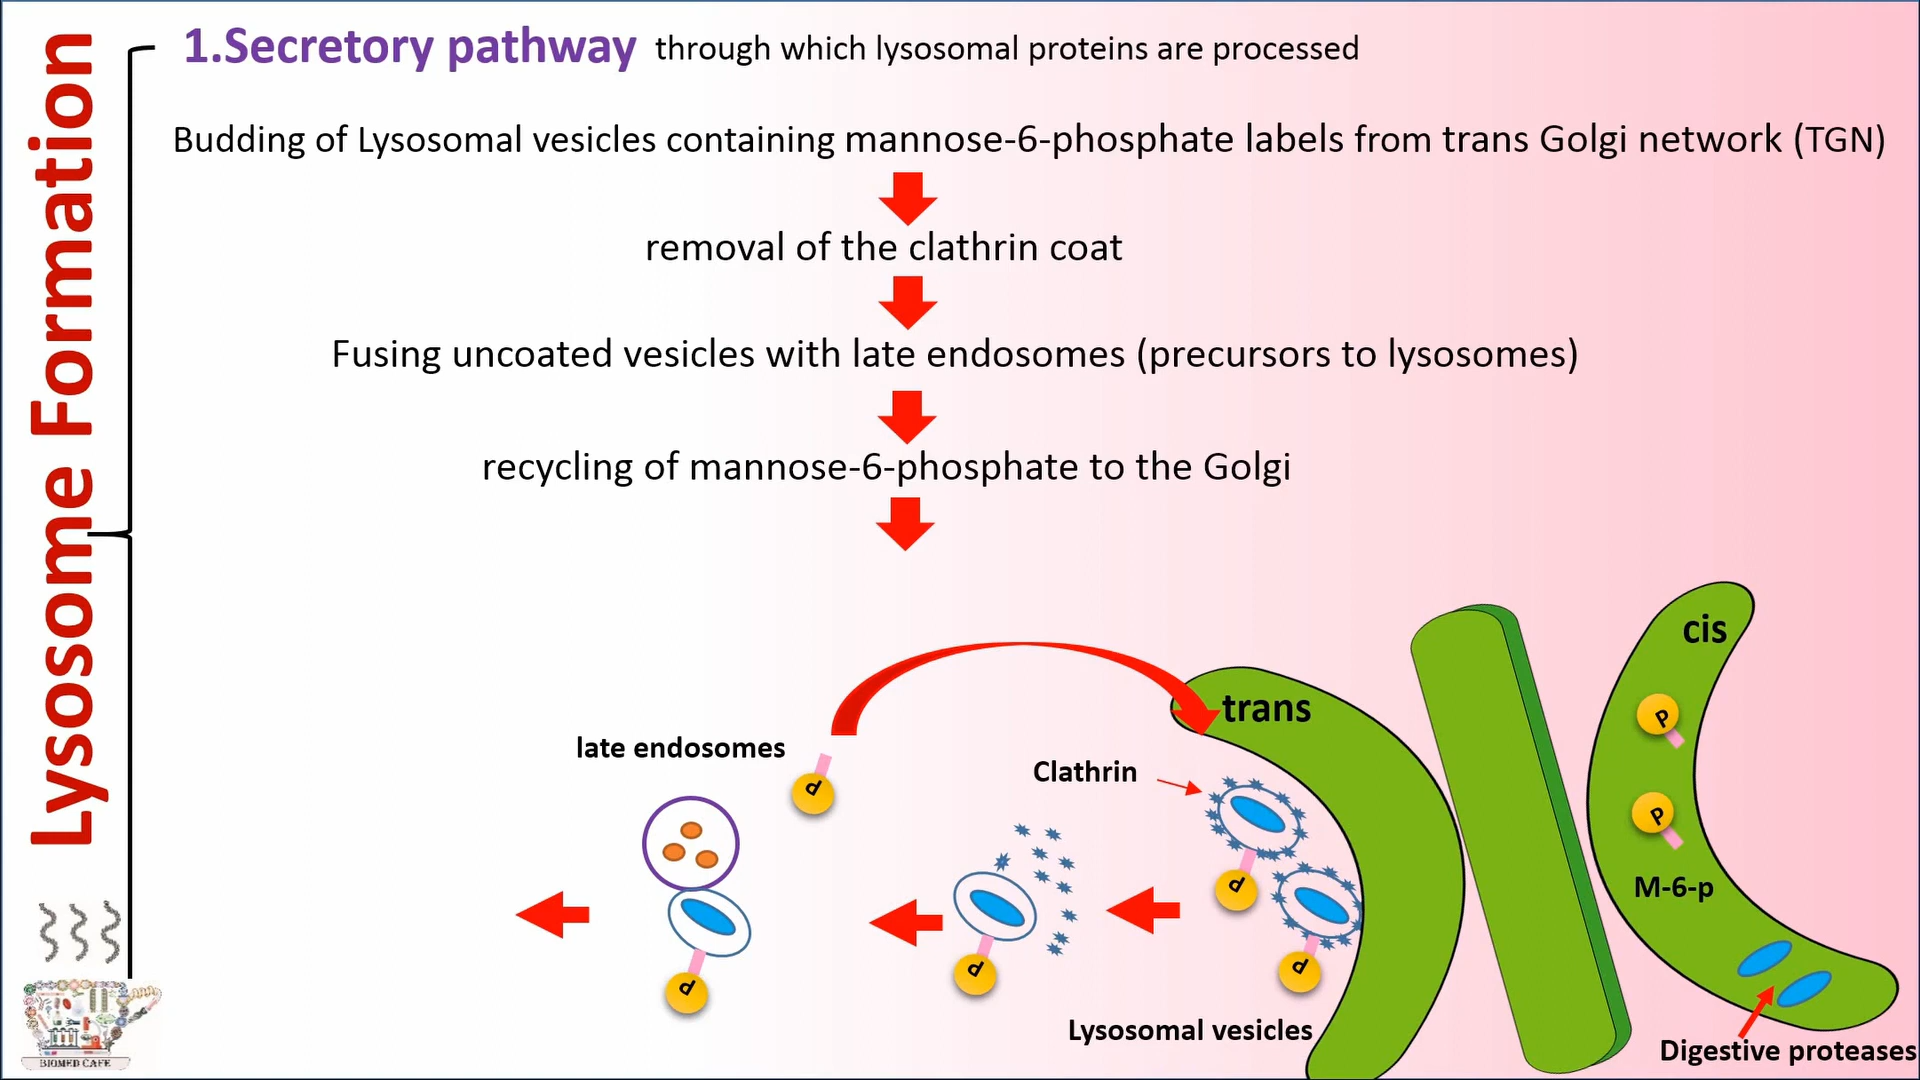 Lysosome Formation
1.Secretory pathway through which lysosomal proteins are processed
Budding of Lysosomal vesicles containing mannose-6-phosphate labels from trans Golgi network (TGN)
removal of the clathrin coat
Fusing uncoated vesicles with late endosomes (precursors to lysosomes)
recycling of mannose-6-phosphate to the Golgi
cis
trans
P
late endosomes
Clathrin
P
P
M-6-p
P
P
P
P
Lysosomal vesicles
Digestive proteases
BIOMED CAFE